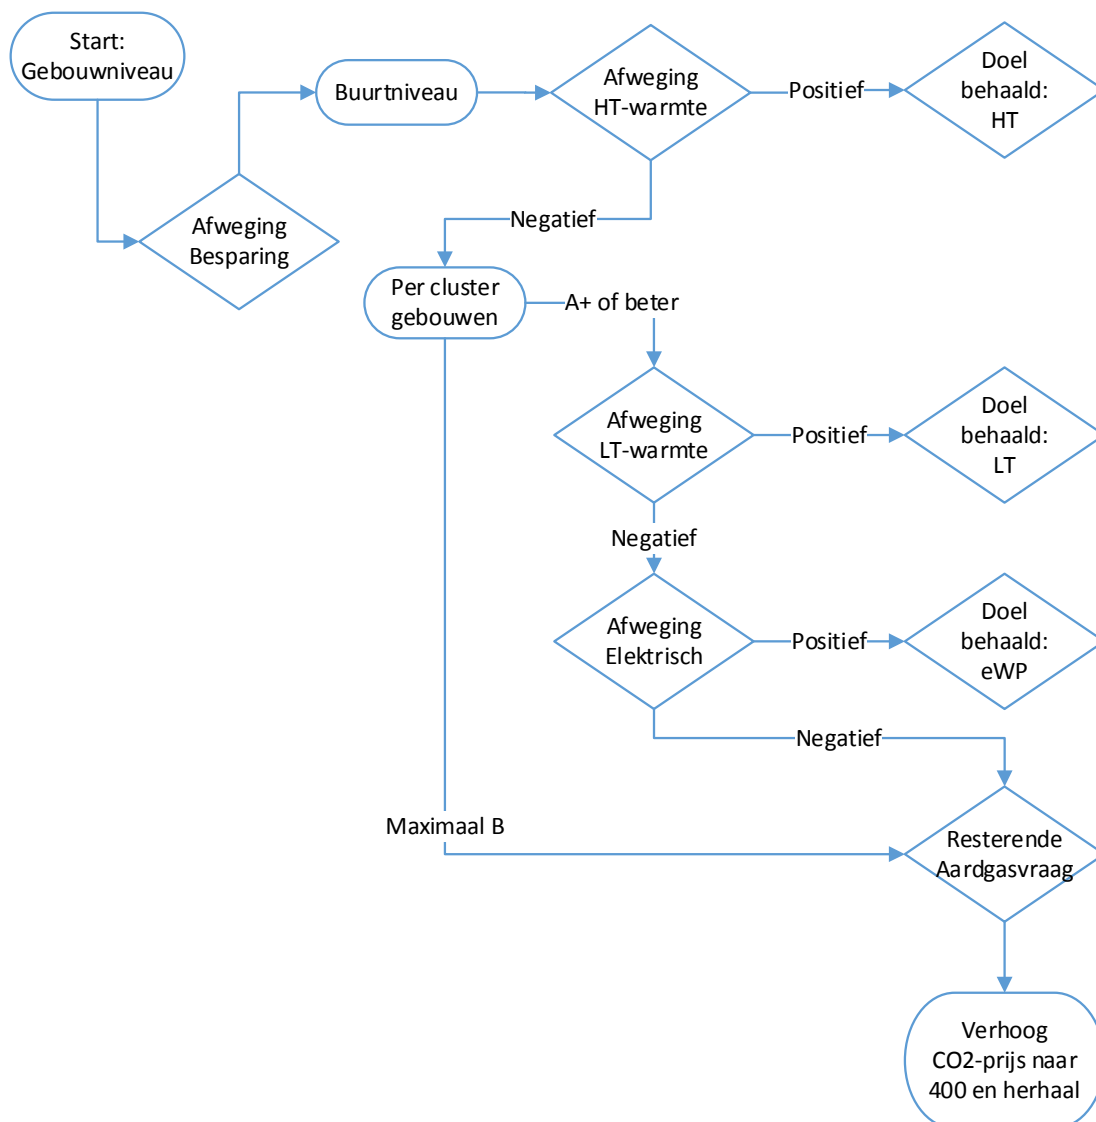 Start:
Gebouwniveau
Afweging
Besparing
Buurtniveau
Afweging
HT-warmte
Positief
Doel
behaald:
HT
Negatief
Per cluster
gebouwen
A+ of beter
Afweging
LT-warmte
Positief
Doel
behaald:
LT
Negatief
Afweging
Elektrisch
Positief
Doel
behaald:
eWP
Negatief
Maximaal B
Resterende
Aardgasvraag
Verhoog
CO2-prijs naar
400 en herhaal